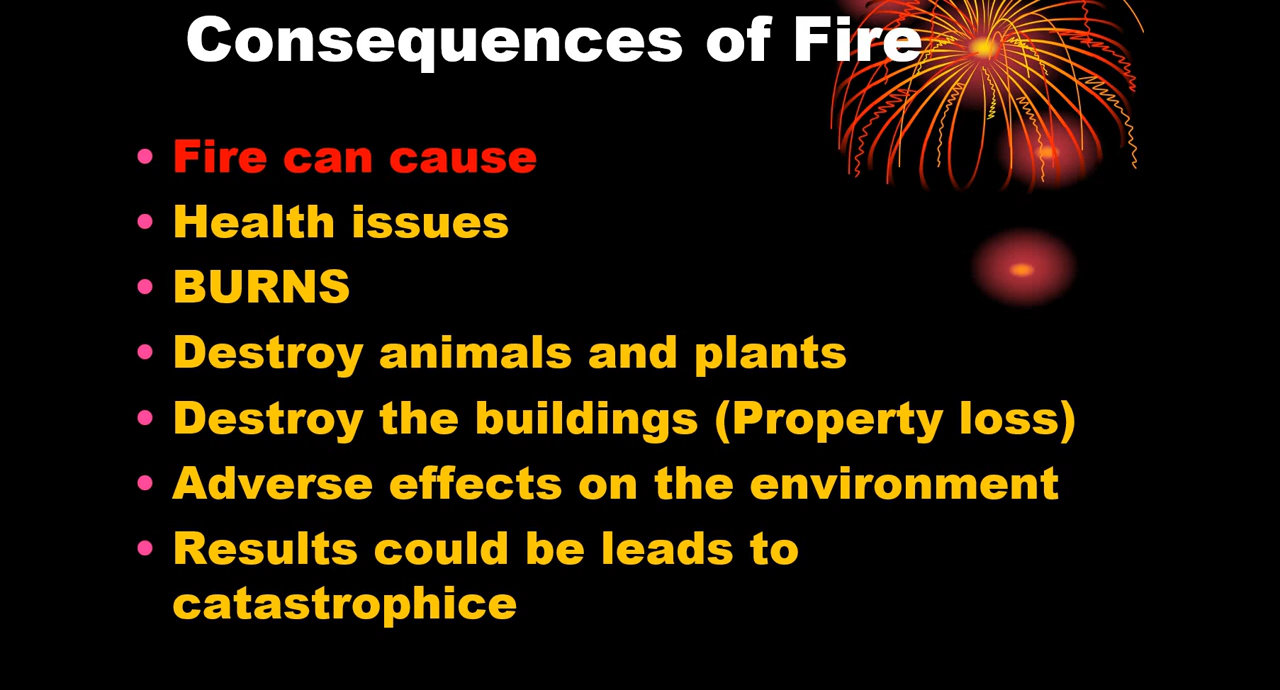 Consequences of Fire
• Fire can cause
• Health issues
• BURNS
• Destroy animals and plants
• Destroy the buildings (Property loss)
• Adverse effects on the environment
• Results could be leads to
catastrophice